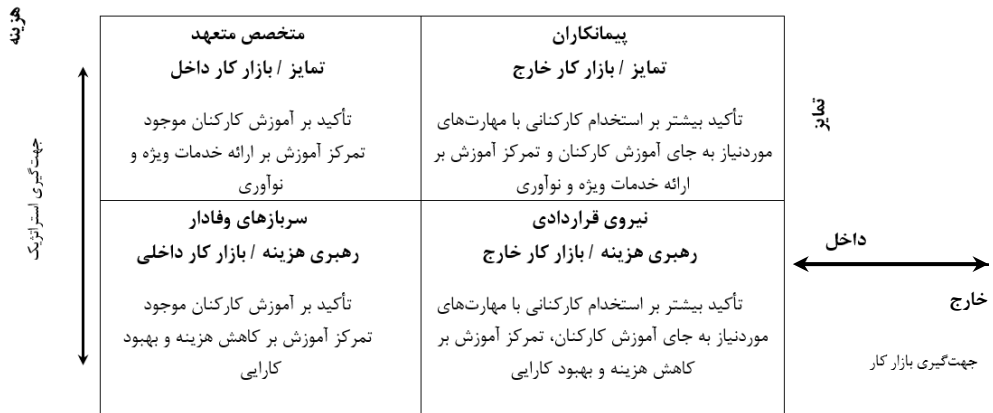 هزینه
جهت‌گیری استراتژیک
متخصص متعهد
تمایز / بازار کار داخل
تأکید بر آموزش کارکنان موجود
تمرکز آموزش بر ارائه خدمات ویژه و
نوآوری
پیمانکاران
تمایز / بازار کار خارج
تأکید بیشتر بر استخدام کارکنانی با مهارت‌های
موردنیاز به جای آموزش کارکنان و تمرکز آموزش بر
ارائه خدمات ویژه و نوآوری
سربازهای وفادار
رهبری هزینه / بازار کار داخلی
تأکید بر آموزش کارکنان موجود
تمرکز آموزش بر کاهش هزینه و بهبود
کارایی
نیروی قراردادی
رهبری هزینه / بازار کار خارج
تأکید بیشتر بر استخدام کارکنانی با مهارت‌های
موردنیاز به جای آموزش کارکنان، تمرکز آموزش بر
کاهش هزینه و بهبود کارایی
تمایز
داخل
خارج
جهت‌گیری بازار کار